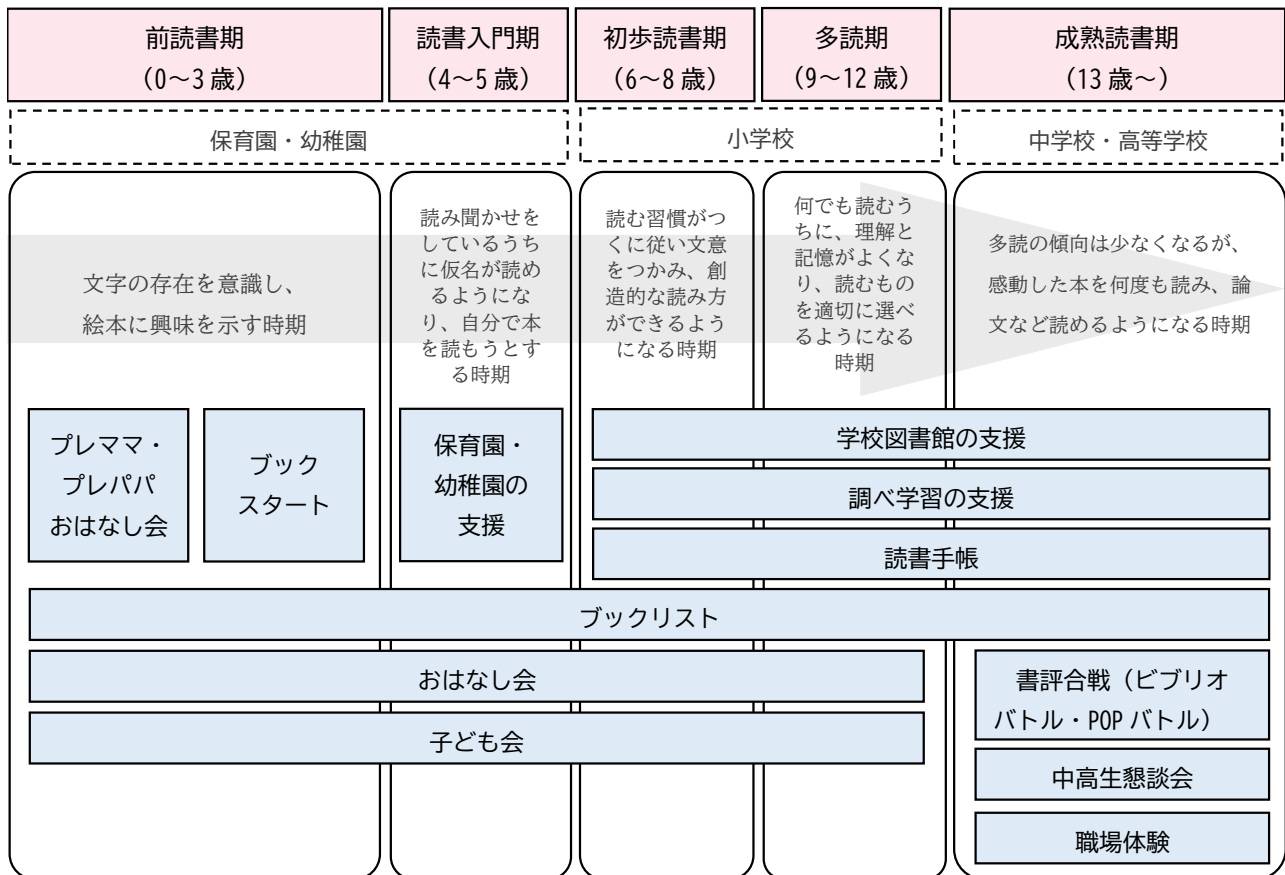 前読書期
（0～3 歳）
読書入門期
（4～5 歳）
初歩読書期
（6～8 歳）
多読期
（9～12 歳）
成熟読書期
（13 歳～）
保育園・幼稚園
小学校
中学校・高等学校
文字の存在を意識し、
絵本に興味を示す時期
読み聞かせを
しているうち
に仮名が読め
るようにな
り、自分で本
を読もうとす
る時期
読む習慣がつ
くに従い文意
をつかみ、創
造的な読み方
ができるよう
になる時期
何でも読むう
ちに、理解と
記憶がよくな
り、読むもの
を適切に選べ
るようになる
時期
多読の傾向は少なくなるが、
感動した本を何度も読み、論
文など読めるようになる時期
プレママ・
プレパパ
おはなし会
ブック
スタート
保育園・
幼稚園の
支援
学校図書館の支援
調べ学習の支援
読書手帳
ブックリスト
おはなし会
子ども会
書評合戦（ビブリオ
バトル・POP バトル）
中高生懇談会
職場体験